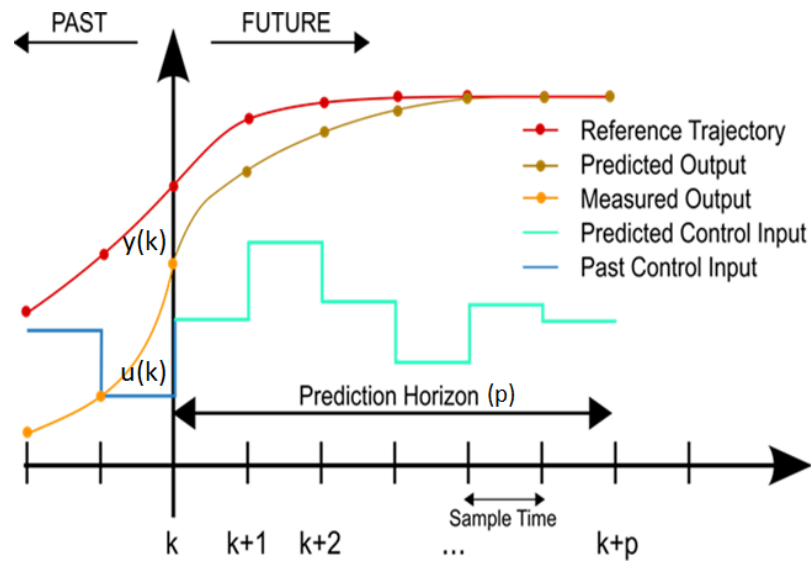 PAST
FUTURE
Reference Trajectory
Predicted Output
Measured Output
Predicted Control Input
Past Control Input
y(k)
u(k)
Prediction Horizon (p)
Sample Time
k
k+1
k+2
...
k+p